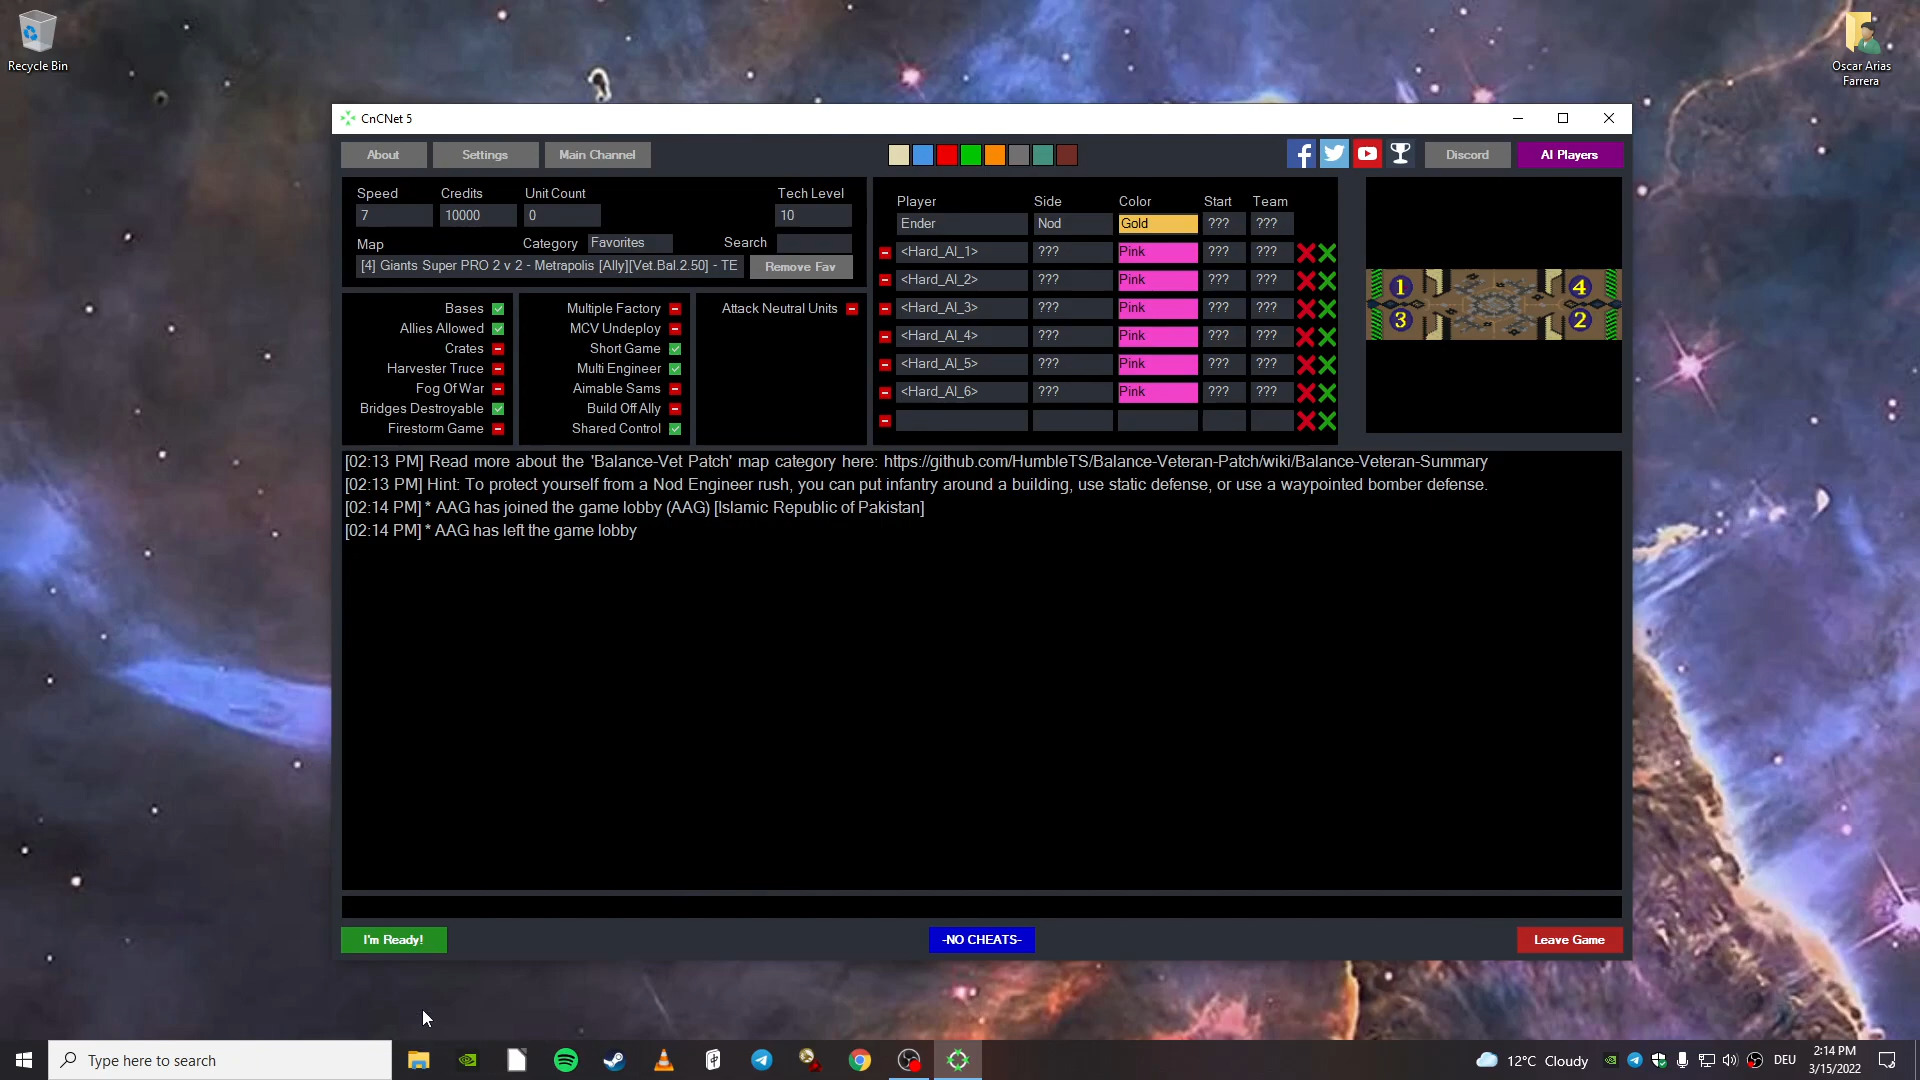 Recycle Bin
Oscar Arias
Farrera
CnCNet 5
About
Settings
Main Channel
Discord
AI Players
Speed
Credits
Unit Count
Tech Level
7
10000
0
10
Map
Category
Favorites
Search
[4] Giants Super PRO 2 v 2 - Metrapolis [Ally][Vet.Bal.2.50] - TE
Remove Fav
Bases
Allies Allowed
Crates
Harvester Truce
Fog Of War
Bridges Destroyable
Firestorm Game
Multiple Factory
MCV Undeploy
Short Game
Multi Engineer
Aimable Sams
Build Off Ally
Shared Control
Attack Neutral Units
Player Side Color Start Team
Ender Nod Gold ??? ???
<Hard_AI_1> ??? Pink ??? ???
<Hard_AI_2> ??? Pink ??? ???
<Hard_AI_3> ??? Pink ??? ???
<Hard_AI_4> ??? Pink ??? ???
<Hard_AI_5> ??? Pink ??? ???
<Hard_AI_6> ??? Pink ??? ???
1 4
3 2
[02:13 PM] Read more about the 'Balance-Vet Patch' map category here: https://github.com/HumbleTS/Balance-Veteran-Patch/wiki/Balance-Veteran-Summary
[02:13 PM] Hint: To protect yourself from a Nod Engineer rush, you can put infantry around a building, use static defense, or use a waypointed bomber defense.
[02:14 PM] * AAG has joined the game lobby (AAG) [Islamic Republic of Pakistan]
[02:14 PM] * AAG has left the game lobby
I'm Ready!
-NO CHEATS-
Leave Game
Type here to search
12°C Cloudy
DEU
2:14 PM
3/15/2022